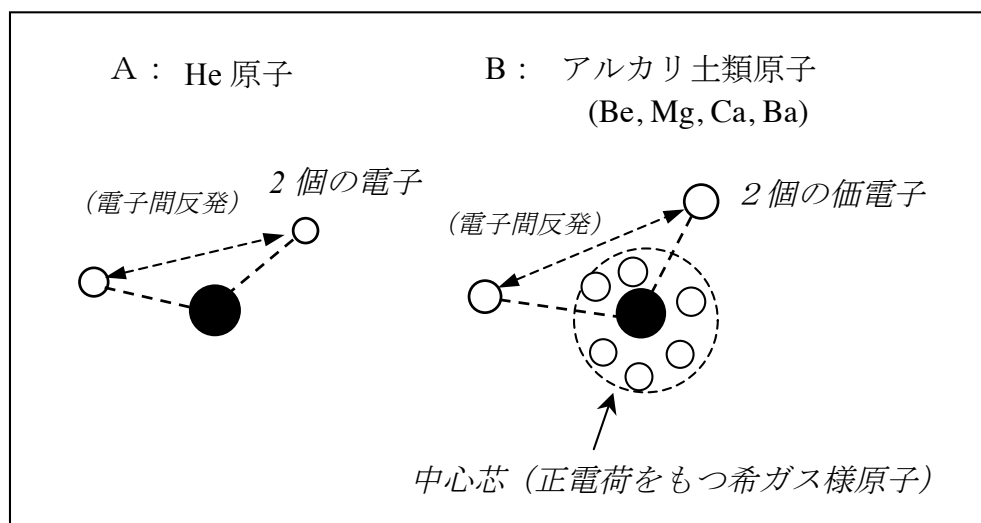 A： He 原子
B： アルカリ土類原子
(Be, Mg, Ca, Ba)
2 個の電子
（電子間反発）
２個の価電子
（電子間反発）
中心芯（正電荷をもつ希ガス様原子）